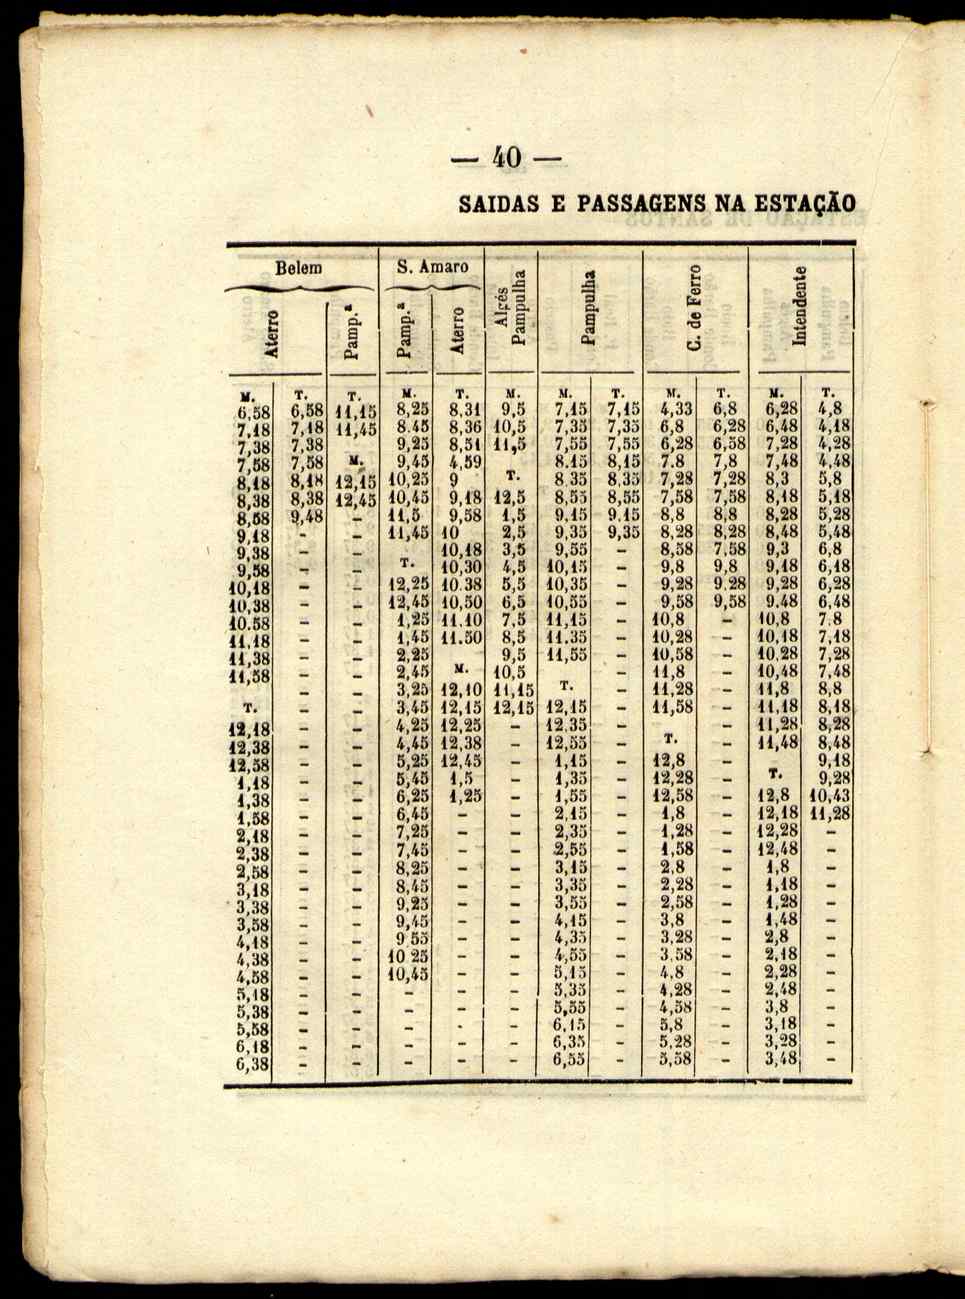 — 40 —
SAIDAS E PASSAGENS NA ESTAÇÃO
Belem S. Amaro Algés Pampulha Pampulha C. de Ferro Intendente
Aterro Pamp.ª Pamp.ª Aterro
M. T. T. M. T. M. M. T. M. T. M. T.
6,58 6,58 11,15 8,25 8,31 9,5 7,15 7,15 4,33 6,8 6,28 4,8
7,18 7,18 11,45 8.45 8,36 10,5 7,35 7,35 6,8 6,28 6,48 4,18
7,38 7,38 9,25 8,51 11,5 7,55 7,55 6,28 6,58 7,28 4,28
7,58 7,58 M. 9,45 4,59 8.15 8,15 7.8 7,8 7,48 4,48
8,18 8,18 12,15 10,25 9 T. 8.35 8,35 7,28 7,28 8,3 5,8
8,38 8,38 12,45 10,45 9,18 12,5 8,55 8,55 7,58 7,58 8,18 5,18
8,58 9,48 – 11,5 9,58 1,5 9,15 9.15 8,8 8,8 8,28 5,28
9,18 – – 11,45 10 2,5 9,35 9,35 8,28 8,28 8,48 5,48
9,38 – – 10,18 3,5 9,55 – 8,58 7,58 9,3 6,8
9,58 – – T. 10,30 4,5 10,15 – 9,8 9,8 9,18 6,18
10,18 – – 12,25 10.38 5,5 10,35 – 9,28 9.28 9,28 6,28
10,38 – – 12,45 10,50 6,5 10,55 – 9,58 9,58 9.48 6,48
10.58 – – 1,25 11.10 7,5 11,15 – 10,8 – 10,8 7.8
11,18 – – 1,45 11.50 8,5 11.35 – 10,28 – 10,18 7,18
11,38 – – 2,25 9,5 11,55 – 10,58 – 10.28 7,28
11,58 – – 2,45 M. 10,5 – 11,8 – 10,48 7,48
– – 3,25 12,10 11,15 T. – 11,28 – 11,8 8,8
T. – – 3,45 12,15 12,15 12,15 – 11,58 – 11,18 8,18
12,18 – – 4,25 12,25 – 12.35 – – 11,28 8,28
12,38 – – 4,45 12,38 – 12,55 – T. – 11,48 8,48
12,58 – – 5,25 12,45 – 1,15 – 12,8 – 9,18
1,18 – – 5,45 1,5 – 1,35 – 12,28 – T. 9,28
1,38 – – 6,25 1,25 – 1,55 – 12,58 – 12,8 10,43
1,58 – – 6,45 – – 2,15 – 1,8 – 12,18 11,28
2,18 – – 7,25 – – 2,35 – 1,28 – 12,28 –
2,38 – – 7,45 – – 2,55 – 1,58 – 12,48 –
2,58 – – 8,25 – – 3,15 – 2,8 – 1,8 –
3,18 – – 8,45 – – 3,35 – 2,28 – 1,18 –
3,38 – – 9,25 – – 3,55 – 2,58 – 1,28 –
3,58 – – 9,45 – – 4,15 – 3,8 – 1,48 –
4,18 – – 9 55 – – 4,35 – 3,28 – 2,8 –
4,38 – – 10 25 – – 4,55 – 3.58 – 2,18 –
4,58 – – 10,45 – – 5,15 – 4.8 – 2,28 –
5,18 – – – – – 5,35 – 4,28 – 2,48 –
5,38 – – – – – 5,55 – 4,58 – 3,8 –
5,58 – – – – – 6,15 – 5,8 – 3,18 –
6,18 – – – – – 6,35 – 5,28 – 3,28 –
6,38 – – – – – 6,55 – 5,58 – 3,48 –